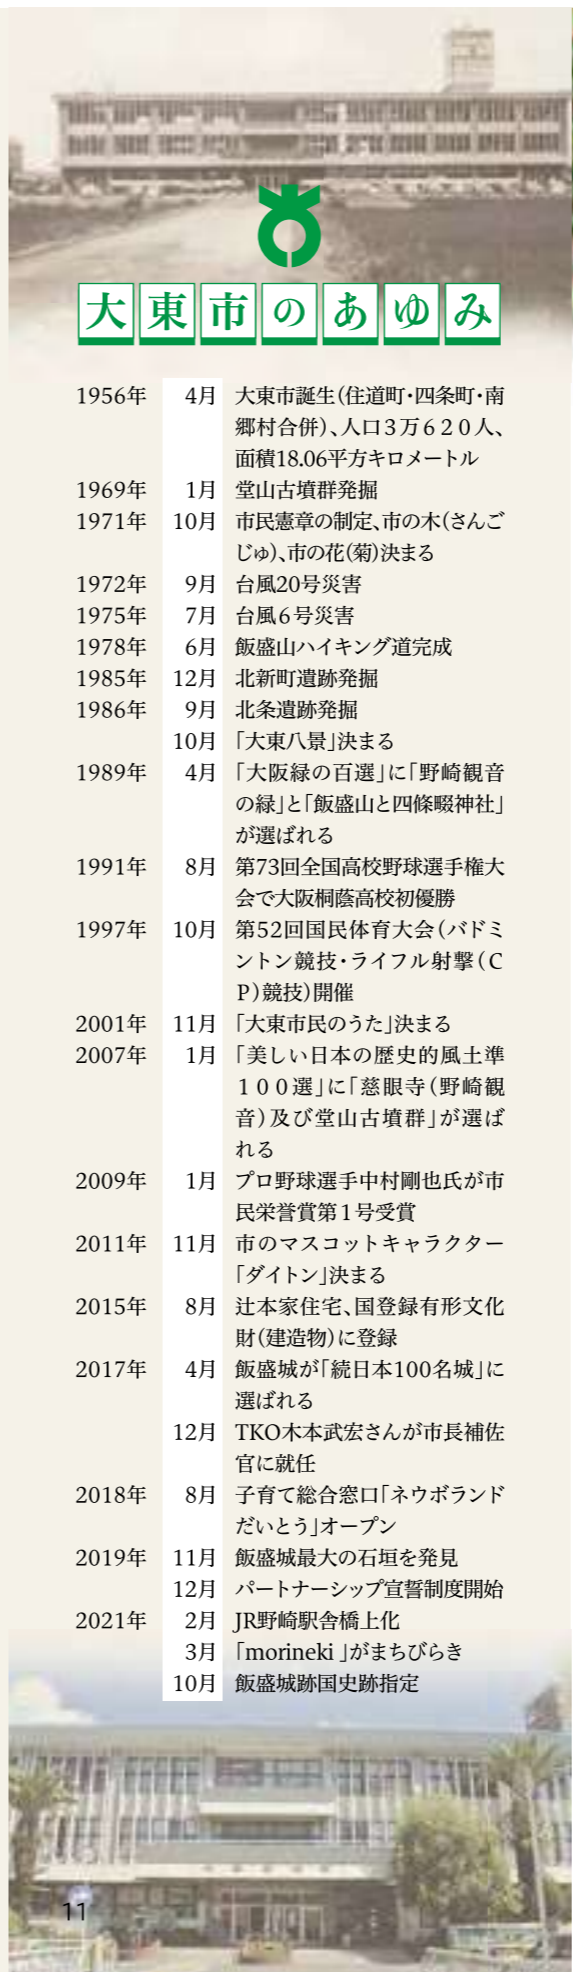 大東市のあゆみ
1956年 4月 大東市誕生(住道町・四条町・南
郷村合併)、人口3万620人、
面積18.06平方キロメートル
1969年 1月 堂山古墳群発掘
1971年 10月 市民憲章の制定、市の木(さんご
じゅ)、市の花(菊)決まる
1972年 9月 台風20号災害
1975年 7月 台風6号災害
1978年 6月 飯盛山ハイキング道完成
1985年 12月 北新町遺跡発掘
1986年 9月 北条遺跡発掘
10月 「大東八景」決まる
1989年 4月 「大阪緑の百選」に「野崎観音
の緑」と「飯盛山と四條畷神社」
が選ばれる
1991年 8月 第73回全国高校野球選手権大
会で大阪桐蔭高校初優勝
1997年 10月 第52回国民体育大会(バドミ
ントン競技・ライフル射撃(C
P)競技)開催
2001年 11月 「大東市民のうた」決まる
2007年 1月 「美しい日本の歴史的風土準
100選」に「慈眼寺(野崎観
音)及び堂山古墳群」が選ば
れる
2009年 1月 プロ野球選手中村剛也氏が市
民栄誉賞第1号受賞
2011年 11月 市のマスコットキャラクター
「ダイトン」決まる
2015年 8月 辻本家住宅、国登録有形文化
財(建造物)に登録
2017年 4月 飯盛城が「続日本100名城」に
選ばれる
12月 TKO木本武宏さんが市長補佐
官に就任
2018年 8月 子育て総合窓口「ネウボランド
だいとう」オープン
2019年 11月 飯盛城最大の石垣を発見
12月 パートナーシップ宣誓制度開始
2021年 2月 JR野崎駅舎橋上化
3月 「morineki」がまちびらき
10月 飯盛城跡国史跡指定
11